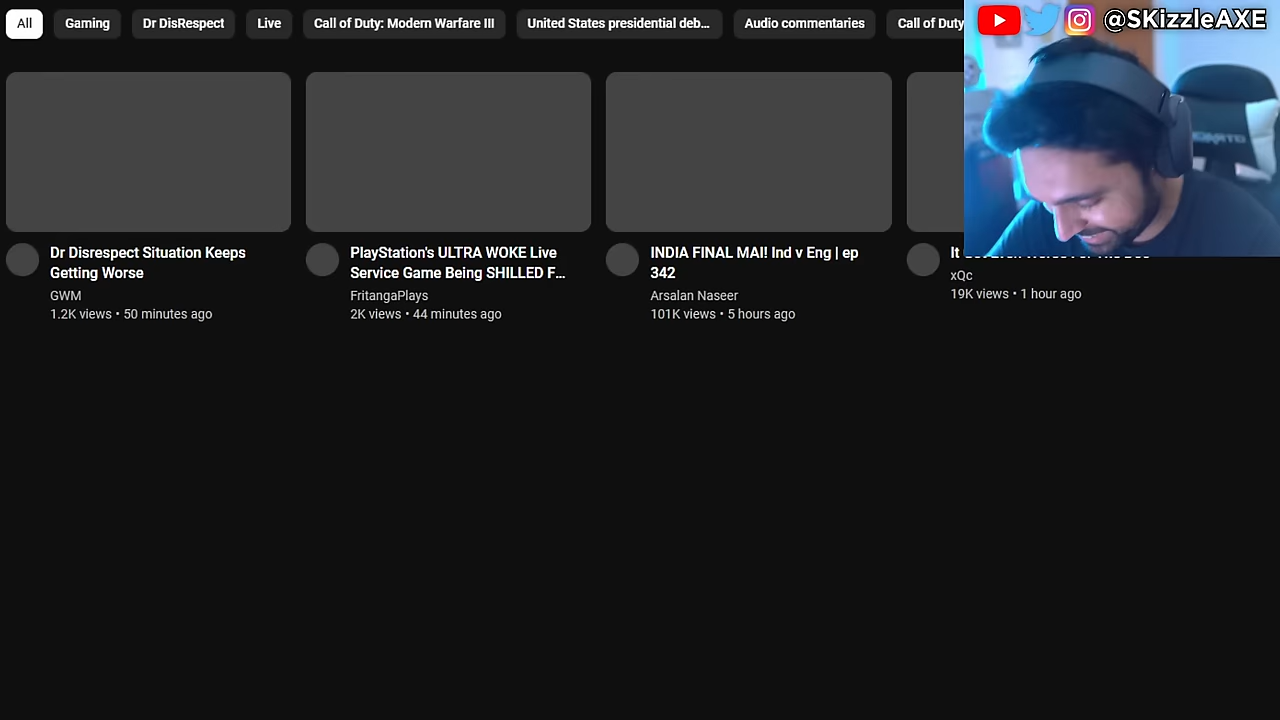 All
Gaming
Dr DisRespect
Live
Call of Duty: Modern Warfare III
United States presidential deb...
Audio commentaries
Call of Duty
@SKizzleAXE
Dr Disrespect Situation Keeps
Getting Worse
GWM
1.2K views • 50 minutes ago
PlayStation's ULTRA WOKE Live
Service Game Being SHILLED F...
FritangaPlays
2K views • 44 minutes ago
INDIA FINAL MAI! Ind v Eng | ep
342
Arsalan Naseer
101K views • 5 hours ago
It
xQc
19K views • 1 hour ago